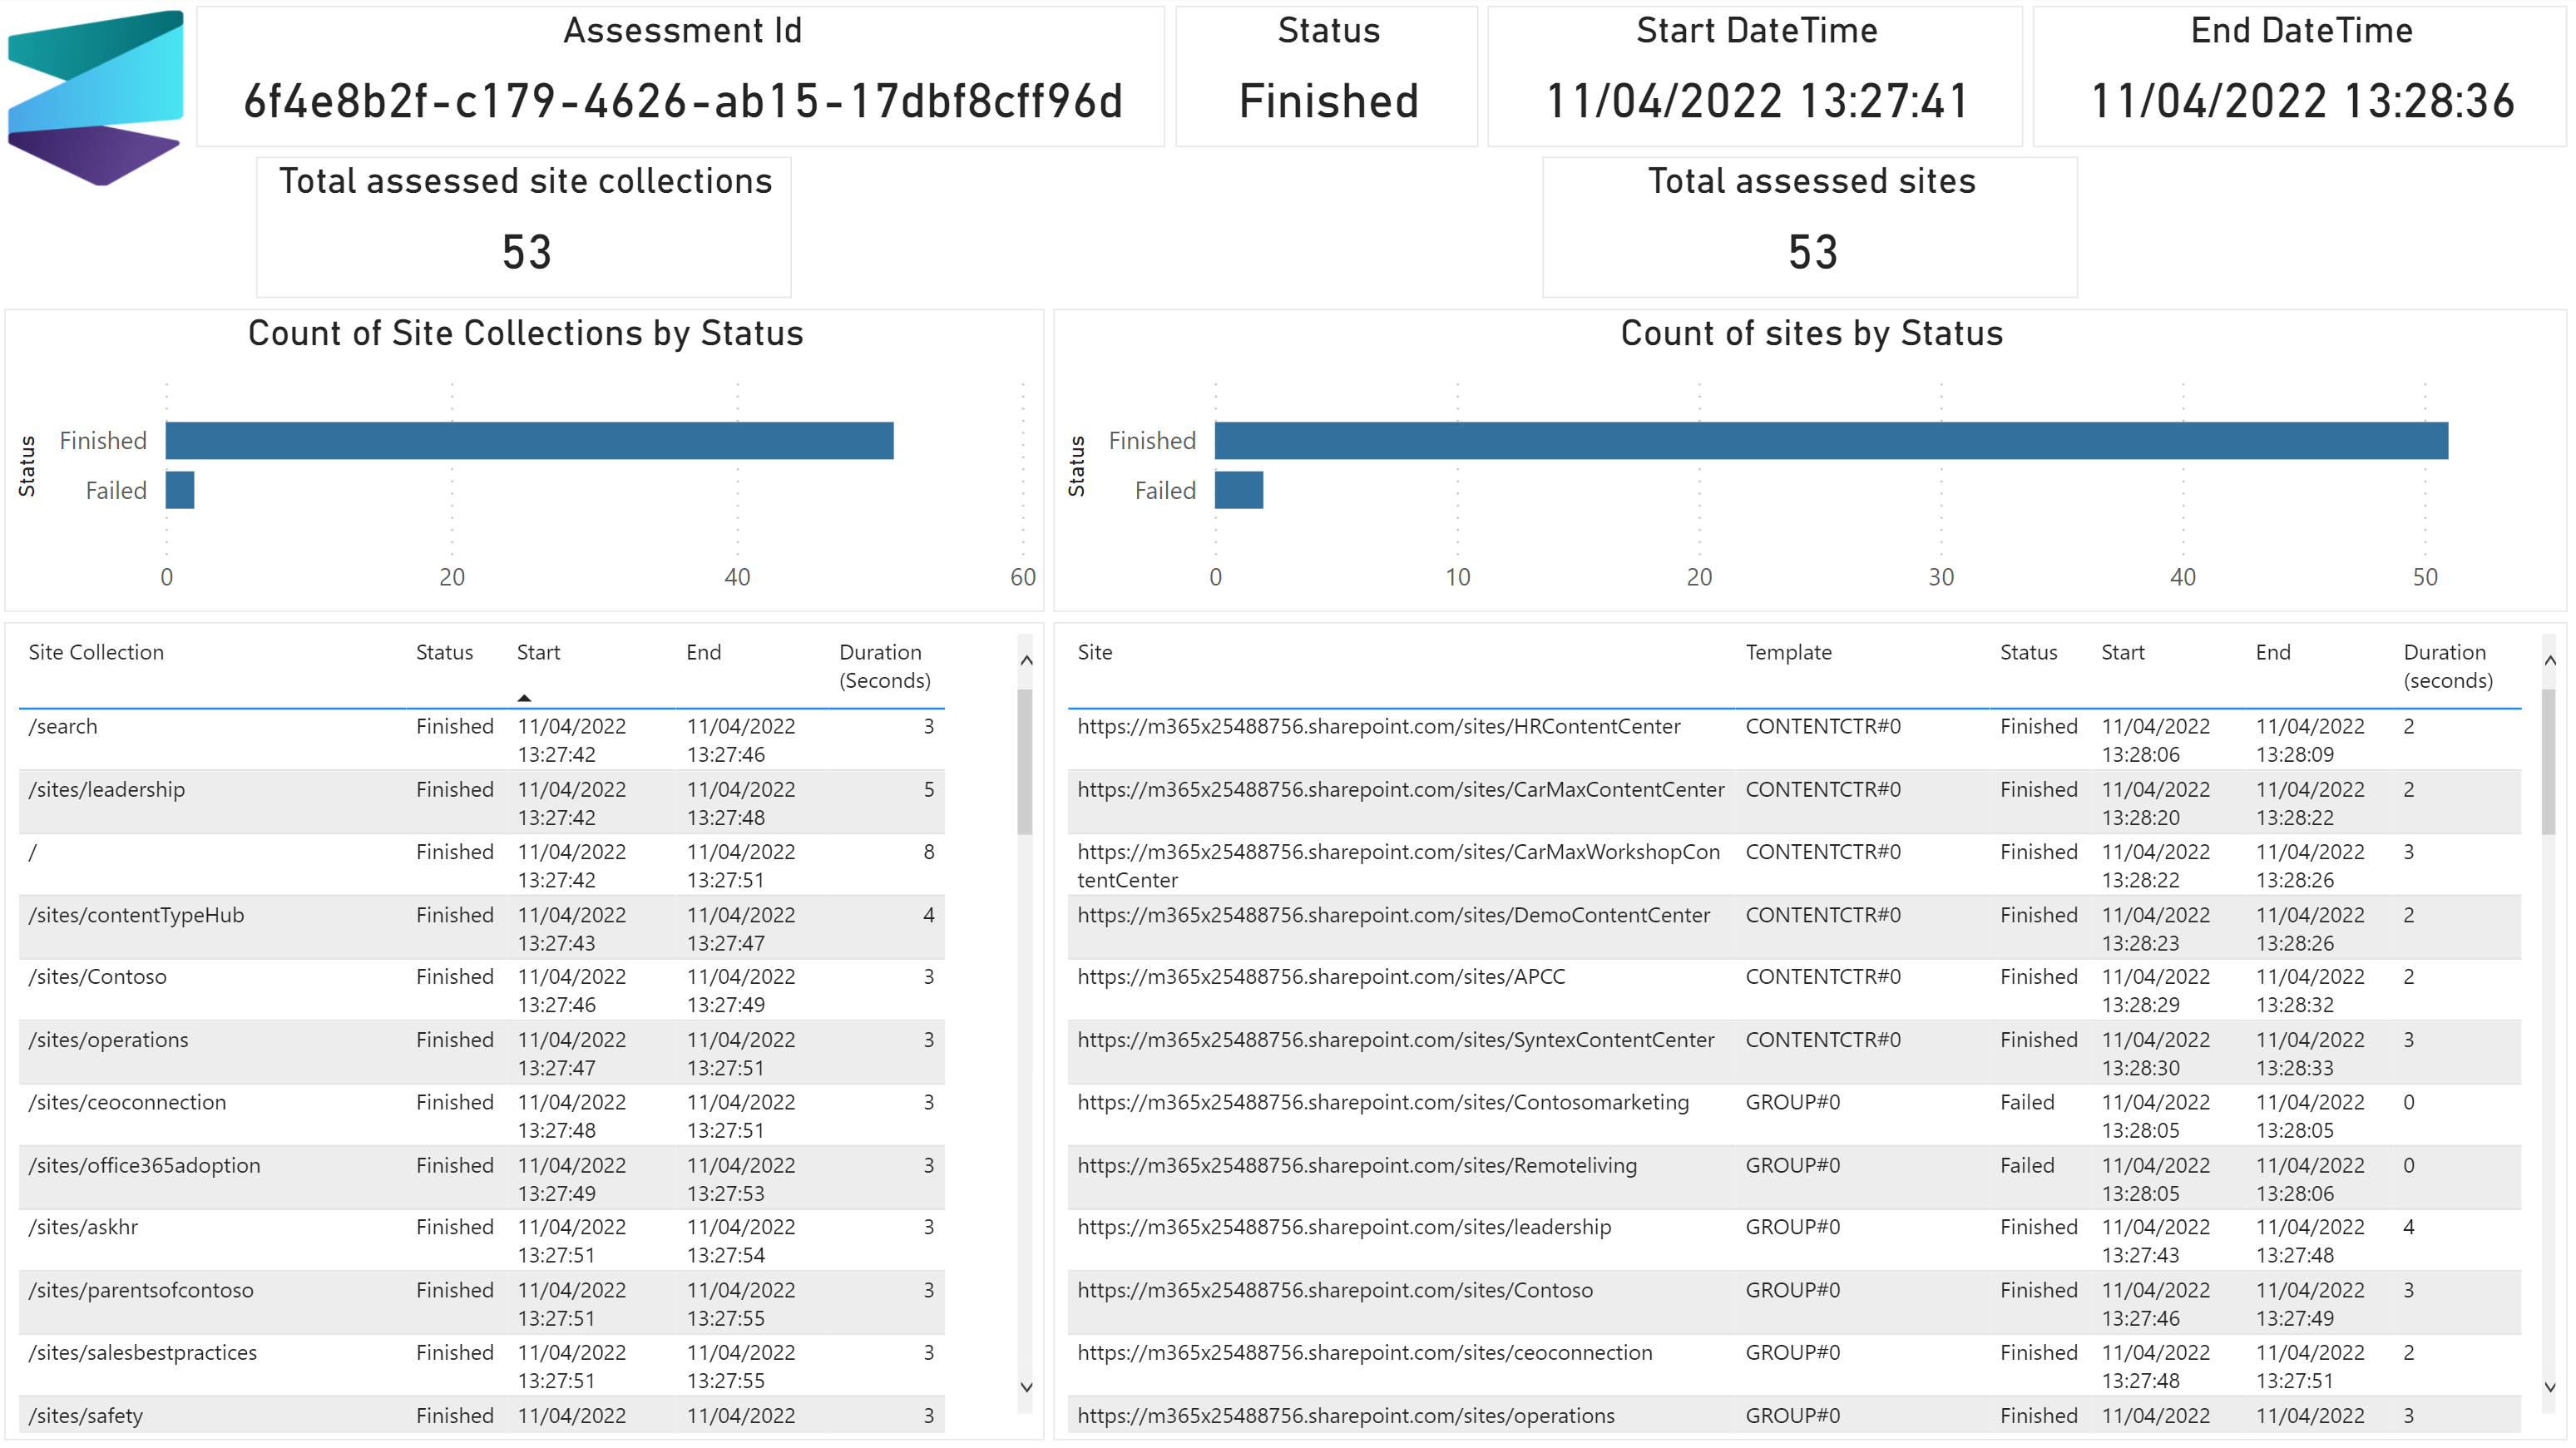 Assessment Id
6f4e8b2f-c179-4626-ab15-17dbf8cff96d
Status
Finished
Start DateTime
11/04/2022 13:27:41
End DateTime
11/04/2022 13:28:36
Total assessed site collections
53
Total assessed sites
53
Count of Site Collections by Status
Status
Finished
Failed
0 20 40 60
Count of sites by Status
Status
Finished
Failed
0 10 20 30 40 50
Site Collection Status Start End Duration
(Seconds)
/search Finished 11/04/2022 11/04/2022 3
13:27:42 13:27:46
/sites/leadership Finished 11/04/2022 11/04/2022 5
13:27:42 13:27:48
/ Finished 11/04/2022 11/04/2022 8
13:27:42 13:27:51
/sites/contentTypeHub Finished 11/04/2022 11/04/2022 4
13:27:43 13:27:47
/sites/Contoso Finished 11/04/2022 11/04/2022 3
13:27:46 13:27:49
/sites/operations Finished 11/04/2022 11/04/2022 3
13:27:47 13:27:51
/sites/ceoconnection Finished 11/04/2022 11/04/2022 3
13:27:48 13:27:51
/sites/office365adoption Finished 11/04/2022 11/04/2022 3
13:27:49 13:27:53
/sites/askhr Finished 11/04/2022 11/04/2022 3
13:27:51 13:27:54
/sites/parentsofcontoso Finished 11/04/2022 11/04/2022 3
13:27:51 13:27:55
/sites/salesbestpractices Finished 11/04/2022 11/04/2022 3
13:27:51 13:27:55
/sites/safety Finished 11/04/2022 11/04/2022 3
Site Template Status Start End Duration
(seconds)
https://m365x25488756.sharepoint.com/sites/HRContentCenter CONTENTCTR#0 Finished 11/04/2022 11/04/2022 2
13:28:06 13:28:09
https://m365x25488756.sharepoint.com/sites/CarMaxContentCenter CONTENTCTR#0 Finished 11/04/2022 11/04/2022 2
13:28:20 13:28:22
https://m365x25488756.sharepoint.com/sites/CarMaxWorkshopCon CONTENTCTR#0 Finished 11/04/2022 11/04/2022 3
tentCenter 13:28:22 13:28:26
https://m365x25488756.sharepoint.com/sites/DemoContentCenter CONTENTCTR#0 Finished 11/04/2022 11/04/2022 2
13:28:23 13:28:26
https://m365x25488756.sharepoint.com/sites/APCC CONTENTCTR#0 Finished 11/04/2022 11/04/2022 2
13:28:29 13:28:32
https://m365x25488756.sharepoint.com/sites/SyntexContentCenter CONTENTCTR#0 Finished 11/04/2022 11/04/2022 3
13:28:30 13:28:33
https://m365x25488756.sharepoint.com/sites/Contosomarketing GROUP#0 Failed 11/04/2022 11/04/2022 0
13:28:05 13:28:05
https://m365x25488756.sharepoint.com/sites/Remoteliving GROUP#0 Failed 11/04/2022 11/04/2022 0
13:28:05 13:28:06
https://m365x25488756.sharepoint.com/sites/leadership GROUP#0 Finished 11/04/2022 11/04/2022 4
13:27:43 13:27:48
https://m365x25488756.sharepoint.com/sites/Contoso GROUP#0 Finished 11/04/2022 11/04/2022 3
13:27:46 13:27:49
https://m365x25488756.sharepoint.com/sites/ceoconnection GROUP#0 Finished 11/04/2022 11/04/2022 2
13:27:48 13:27:51
https://m365x25488756.sharepoint.com/sites/operations GROUP#0 Finished 11/04/2022 11/04/2022 3